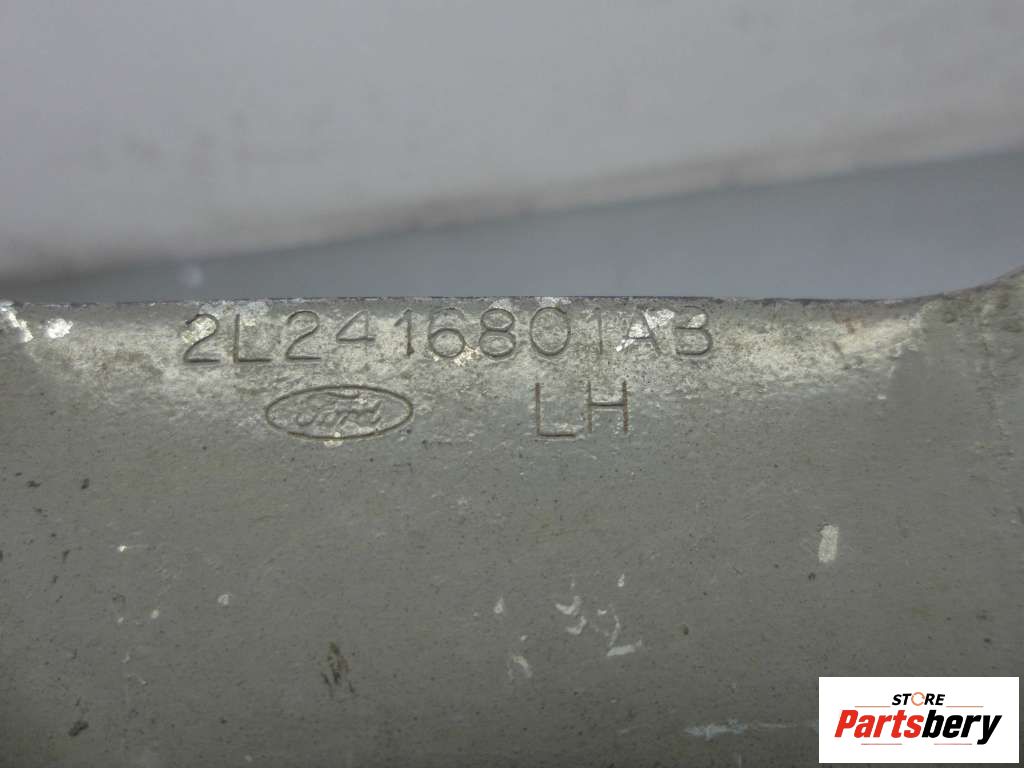 2L2416801AB
Ford
LH
STORE
Partsbery